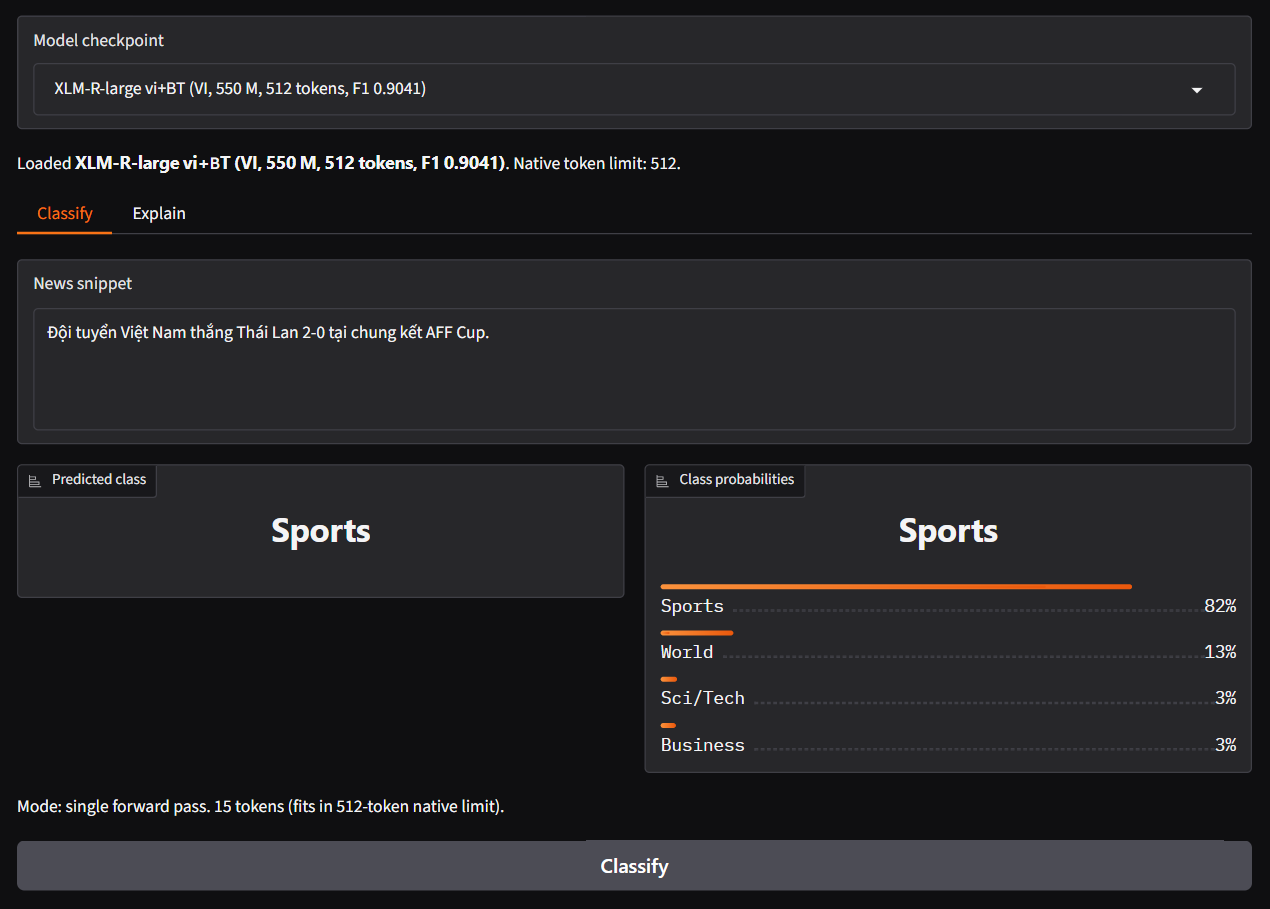 Model checkpoint
XLM-R-large vi+BT (VI, 550 M, 512 tokens, F1 0.9041)
Loaded XLM-R-large vi+BT (VI, 550 M, 512 tokens, F1 0.9041). Native token limit: 512.
Classify Explain
News snippet
Đội tuyển Việt Nam thắng Thái Lan 2-0 tại chung kết AFF Cup.
Predicted class
Sports
Class probabilities
Sports
Sports 82%
World 13%
Sci/Tech 3%
Business 3%
Mode: single forward pass. 15 tokens (fits in 512-token native limit).
Classify